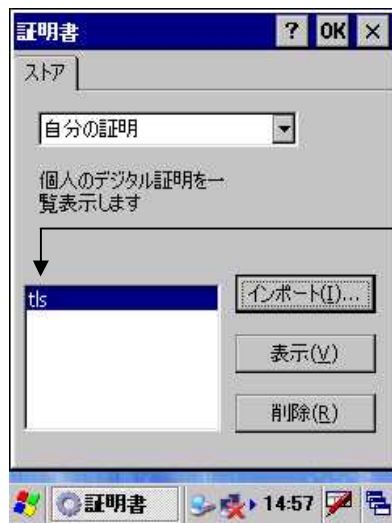 証明書
? OK ×
ストア
自分の証明
個人のデジタル証明を一
覧表示します
tls
インポート(I)...
表示(V)
削除(R)
証明書 14:57